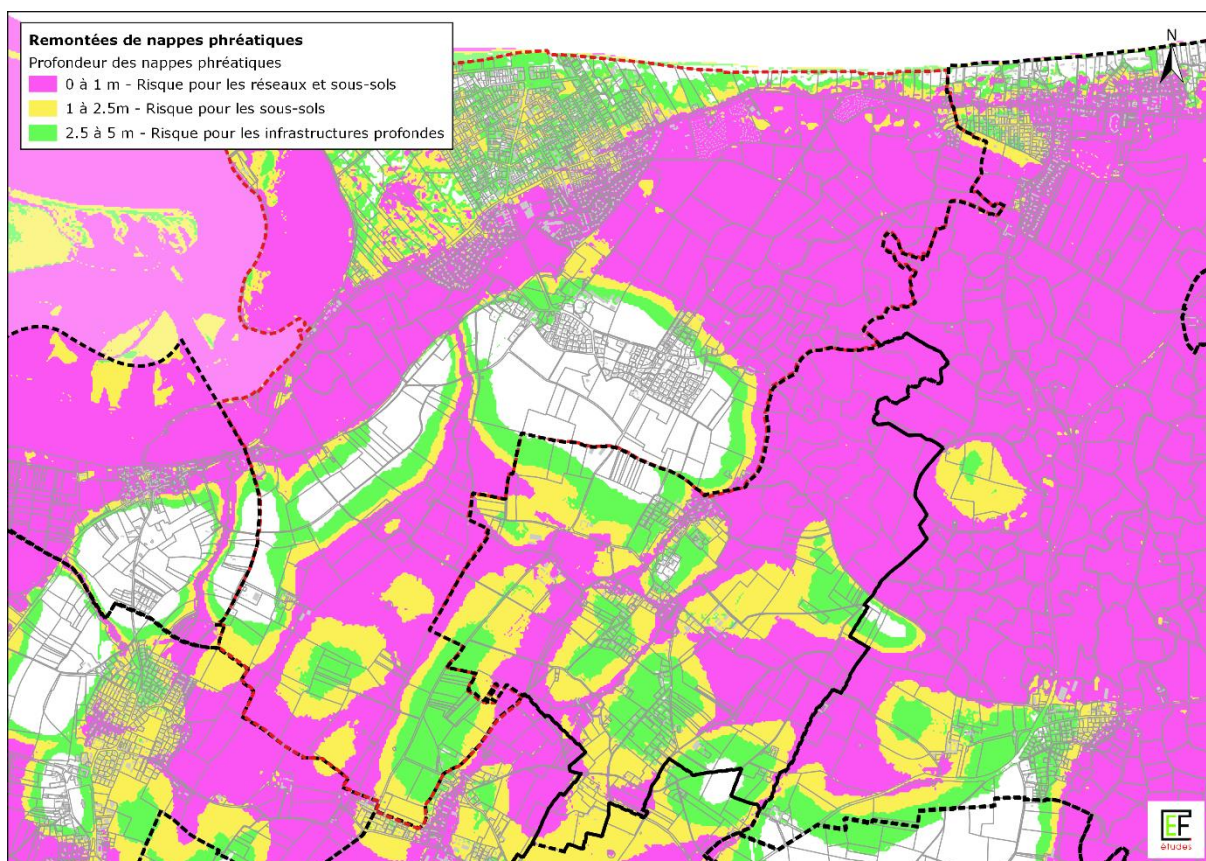 Remontées de nappes phréatiques
Profondeur des nappes phréatiques
0 à 1 m - Risque pour les réseaux et sous-sols
1 à 2.5m - Risque pour les sous-sols
2.5 à 5 m - Risque pour les infrastructures profondes
N
EF
études